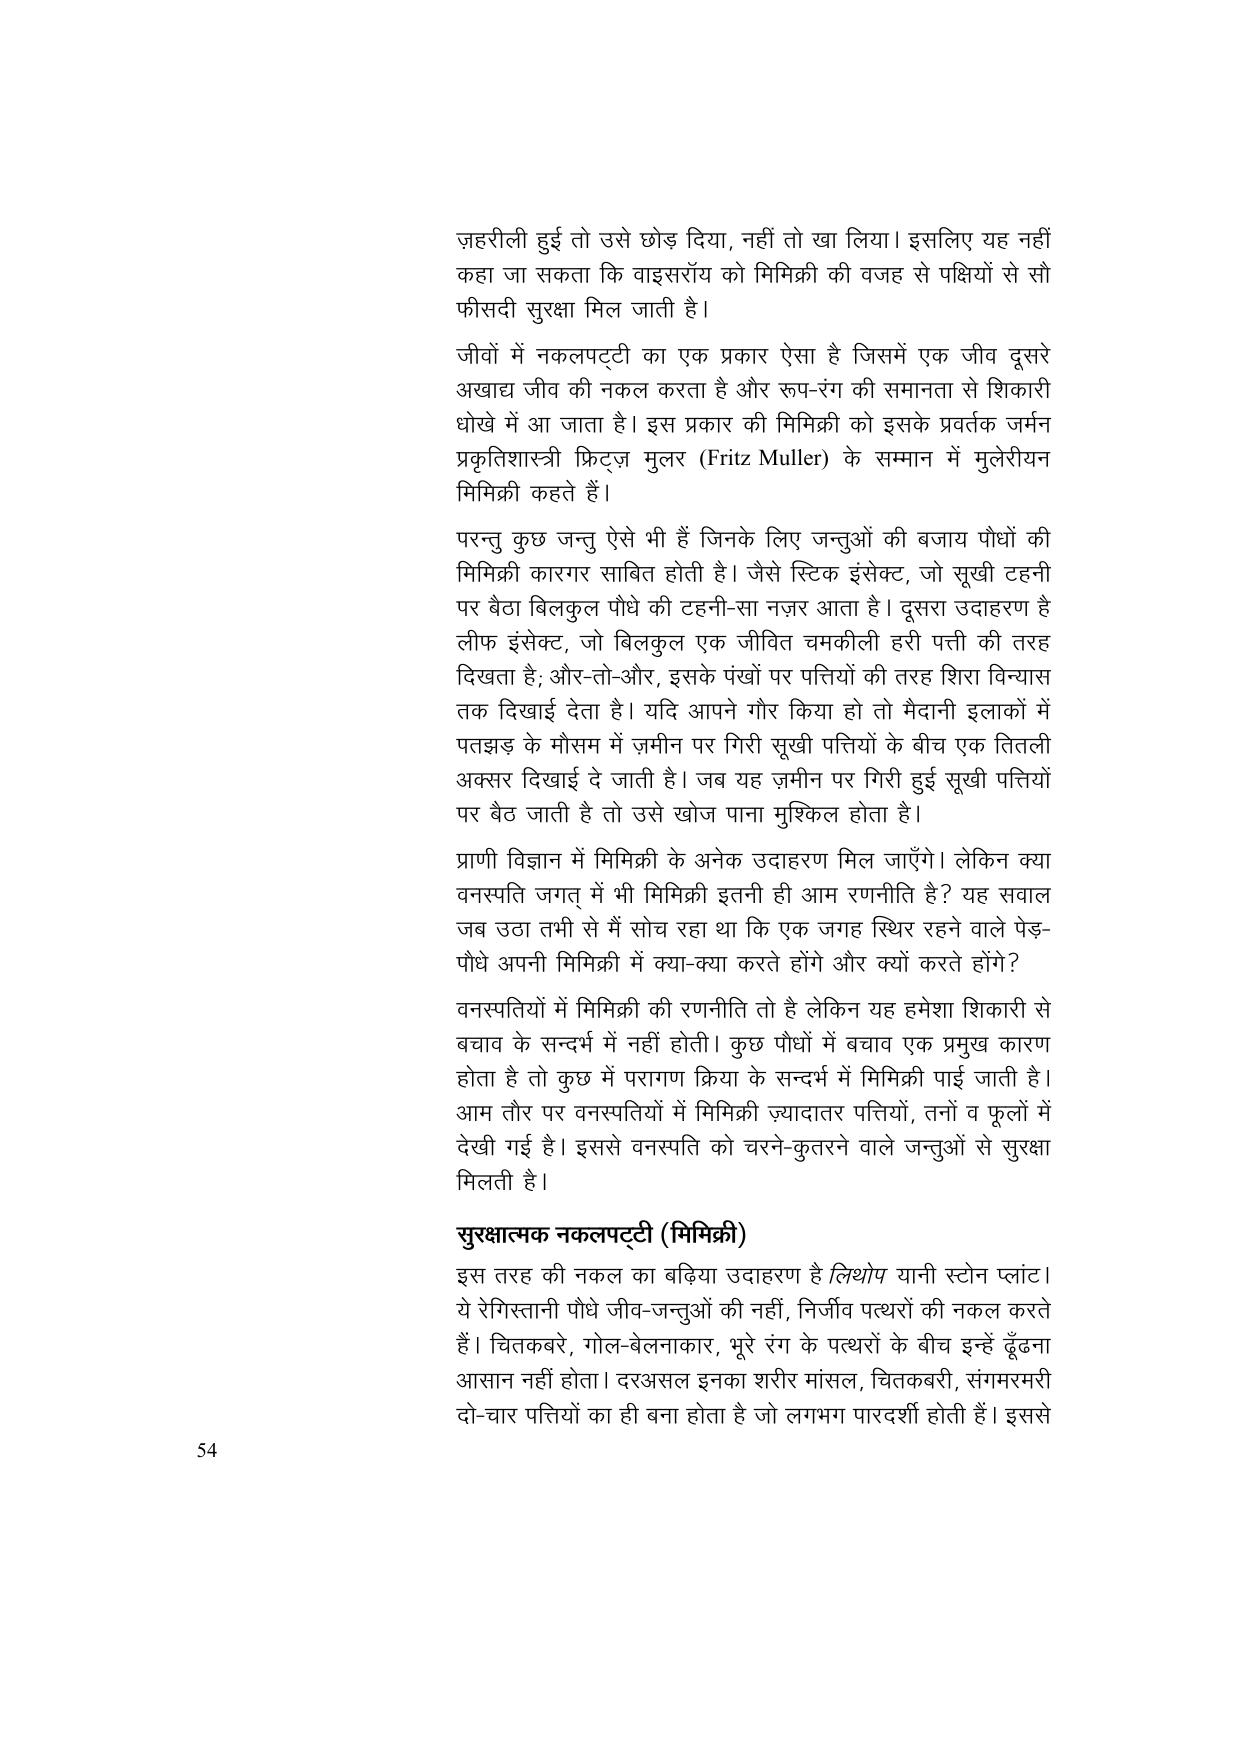 ज़हरीली हुई तो उसे छोड़ दिया, नहीं तो खा लिया। इसलिए यह नहीं
कहा जा सकता कि वाइसरॉय को मिमिक्री की वजह से पक्षियों से सौ
फीसदी सुरक्षा मिल जाती है।
जीवों में नकलपट्टी का एक प्रकार ऐसा है जिसमें एक जीव दूसरे
अखाद्य जीव की नकल करता है और रूप-रंग की समानता से शिकारी
धोखे में आ जाता है। इस प्रकार की मिमिक्री को इसके प्रवर्तक जर्मन
प्रकृतिशास्त्री फ्रिट्ज़ मुलर (Fritz Muller) के सम्मान में मुलेरीयन
मिमिक्री कहते हैं।
परन्तु कुछ जन्तु ऐसे भी हैं जिनके लिए जन्तुओं की बजाय पौधों की
मिमिक्री कारगर साबित होती है। जैसे स्टिक इंसेक्ट, जो सूखी टहनी
पर बैठा बिलकुल पौधे की टहनी-सा नज़र आता है। दूसरा उदाहरण है
लीफ इंसेक्ट, जो बिलकुल एक जीवित चमकीली हरी पत्ती की तरह
दिखता है; और-तो-और, इसके पंखों पर पत्तियों की तरह शिरा विन्यास
तक दिखाई देता है। यदि आपने गौर किया हो तो मैदानी इलाकों में
पतझड़ के मौसम में ज़मीन पर गिरी सूखी पत्तियों के बीच एक तितली
अक्सर दिखाई दे जाती है। जब यह ज़मीन पर गिरी हुई सूखी पत्तियों
पर बैठ जाती है तो उसे खोज पाना मुश्किल होता है।
प्राणी विज्ञान में मिमिक्री के अनेक उदाहरण मिल जाएँगे। लेकिन क्या
वनस्पति जगत् में भी मिमिक्री इतनी ही आम रणनीति है? यह सवाल
जब उठा तभी से मैं सोच रहा था कि एक जगह स्थिर रहने वाले पेड़-
पौधे अपनी मिमिक्री में क्या-क्या करते होंगे और क्यों करते होंगे?
वनस्पतियों में मिमिक्री की रणनीति तो है लेकिन यह हमेशा शिकारी से
बचाव के सन्दर्भ में नहीं होती। कुछ पौधों में बचाव एक प्रमुख कारण
होता है तो कुछ में परागण क्रिया के सन्दर्भ में मिमिक्री पाई जाती है।
आम तौर पर वनस्पतियों में मिमिक्री ज़्यादातर पत्तियों, तनों व फूलों में
देखी गई है। इससे वनस्पति को चरने-कुतरने वाले जन्तुओं से सुरक्षा
मिलती है।
सुरक्षात्मक नकलपट्टी (मिमिक्री)
इस तरह की नकल का बढ़िया उदाहरण है लिथोप यानी स्टोन प्लांट।
ये रेगिस्तानी पौधे जीव-जन्तुओं की नहीं, निर्जीव पत्थरों की नकल करते
हैं। चितकबरे, गोल-बेलनाकार, भूरे रंग के पत्थरों के बीच इन्हें ढूँढना
आसान नहीं होता। दरअसल इनका शरीर मांसल, चितकबरी, संगमरमरी
दो-चार पत्तियों का ही बना होता है जो लगभग पारदर्शी होती हैं। इससे
54